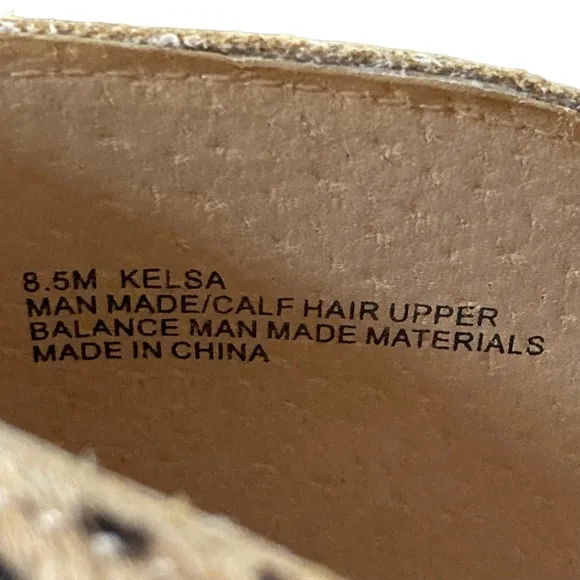 8.5M KELSA
MAN MADE/CALF HAIR UPPER
BALANCE MAN MADE MATERIALS
MADE IN CHINA